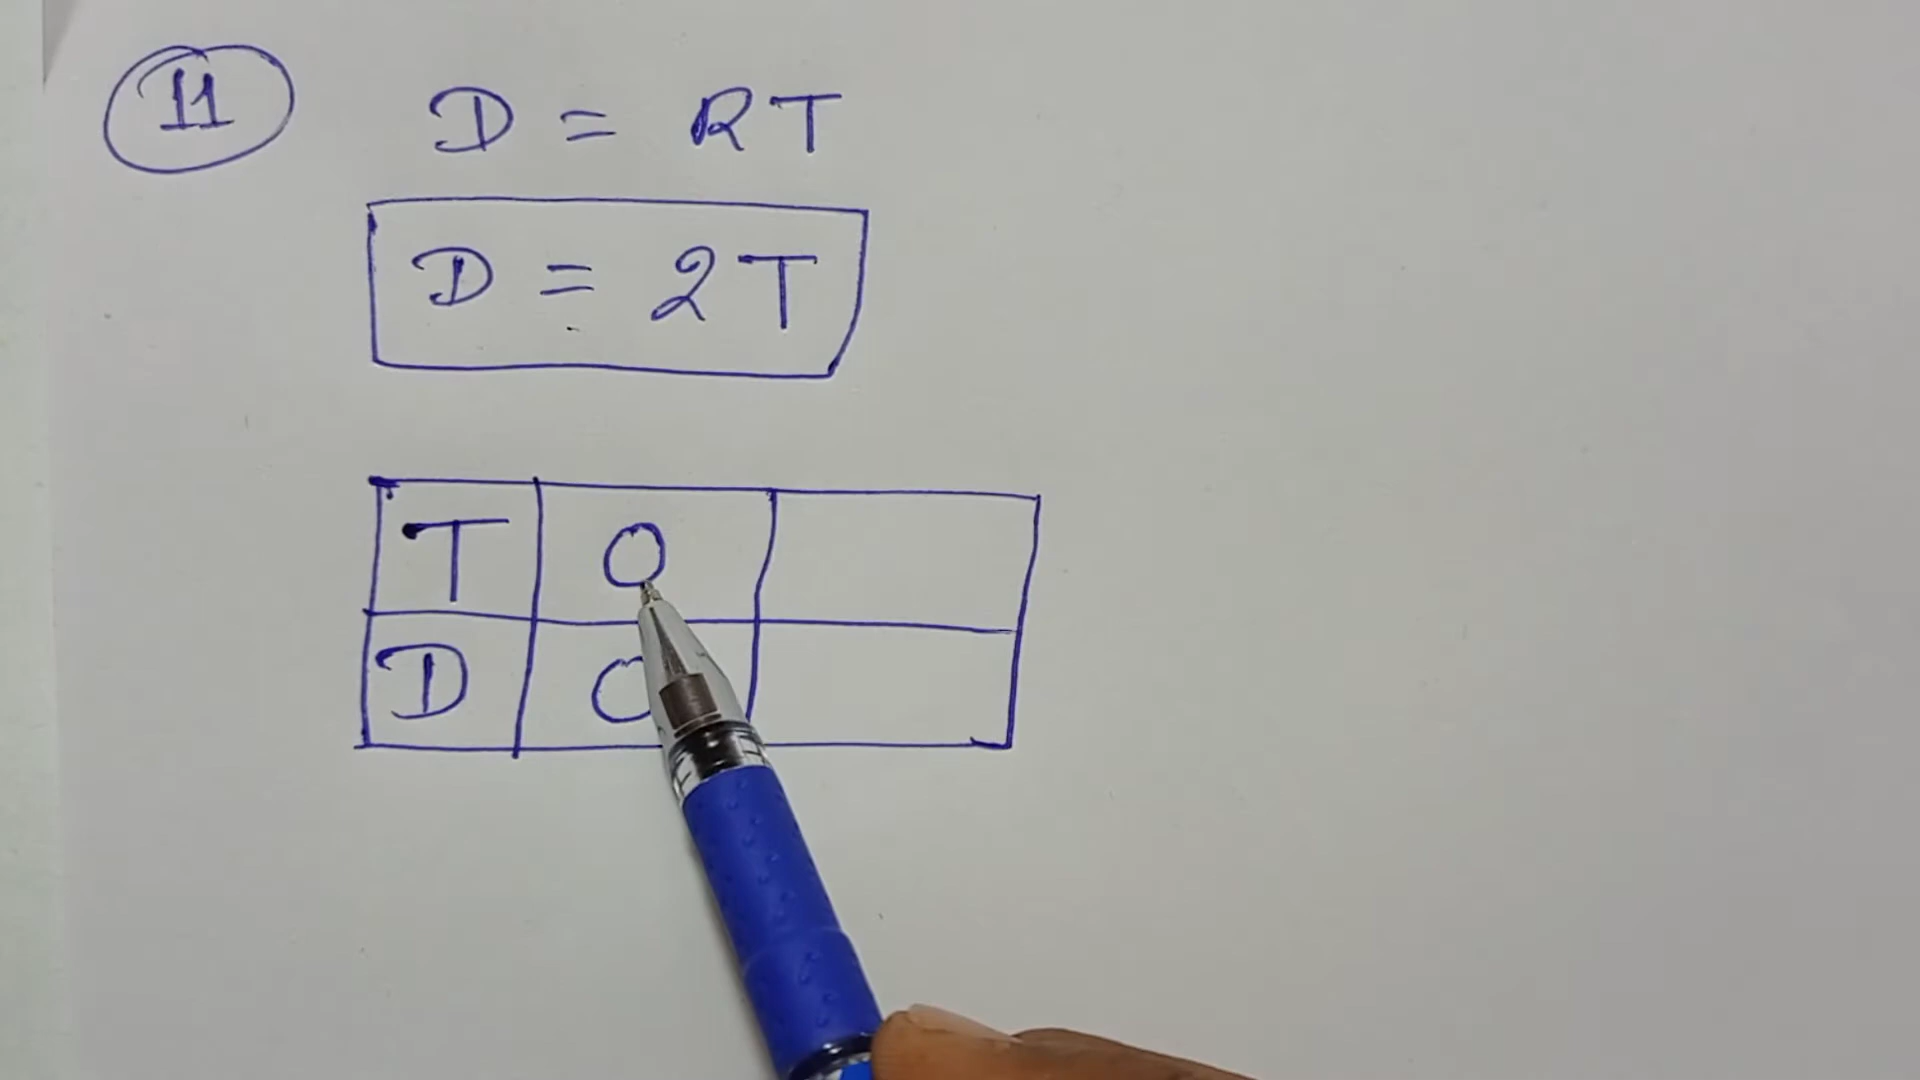 11 D = RT
D = 2T
T 0
D 0